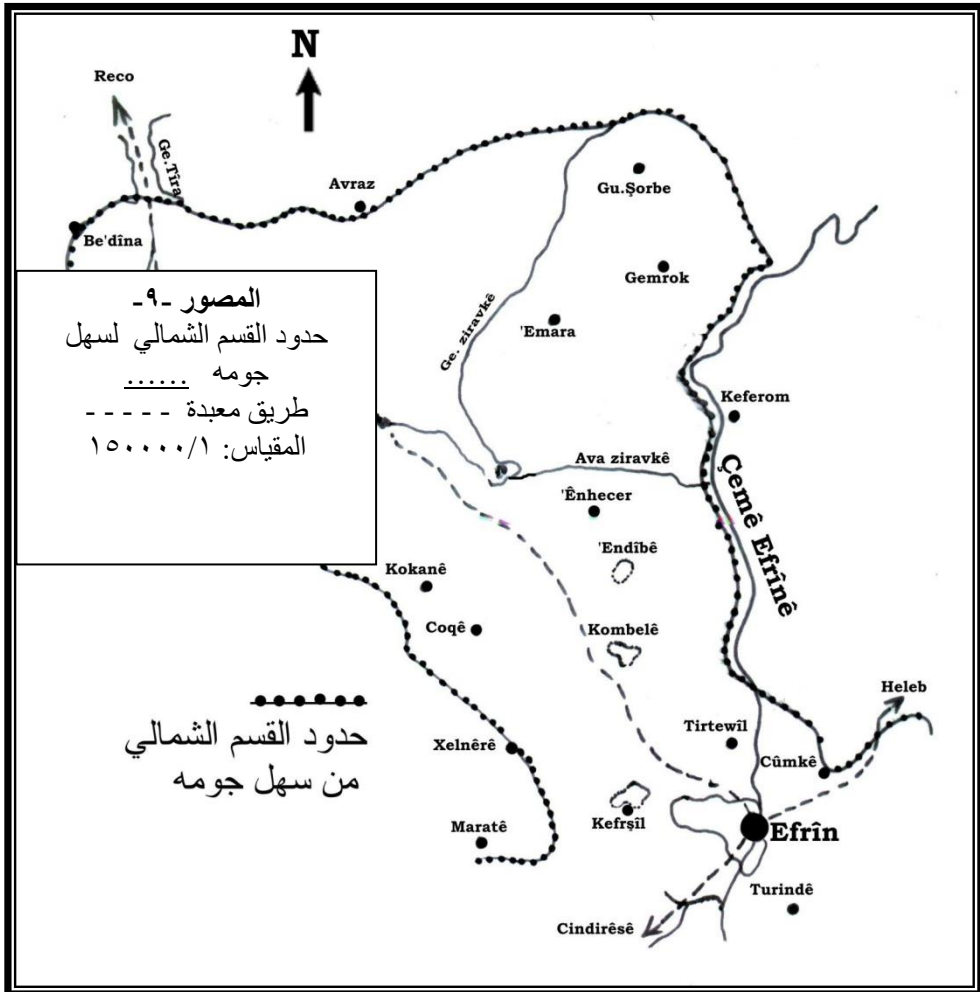 N
Reco
Ge.Tîra
Avraz
Gu.Şorbe
Be'dîna
Gemrok
المصور -٩-
حدود القسم الشمالي لسهل
جومه ......
طريق معبدة - - - - -
المقياس: ١٥٠٠٠٠/١
'Emara
Ge. ziravkê
Keferom
Ava ziravkê
Çemê Efrînê
'Ênhecer
'Endîbê
Kokanê
Coqê
Kombelê
Heleb
حدود القسم الشمالي
من سهل جومه
Tirtewîl
Xelnêrê
Cûmkê
Kefrşîl
Efrîn
Maratê
Turindê
Cindirêsê